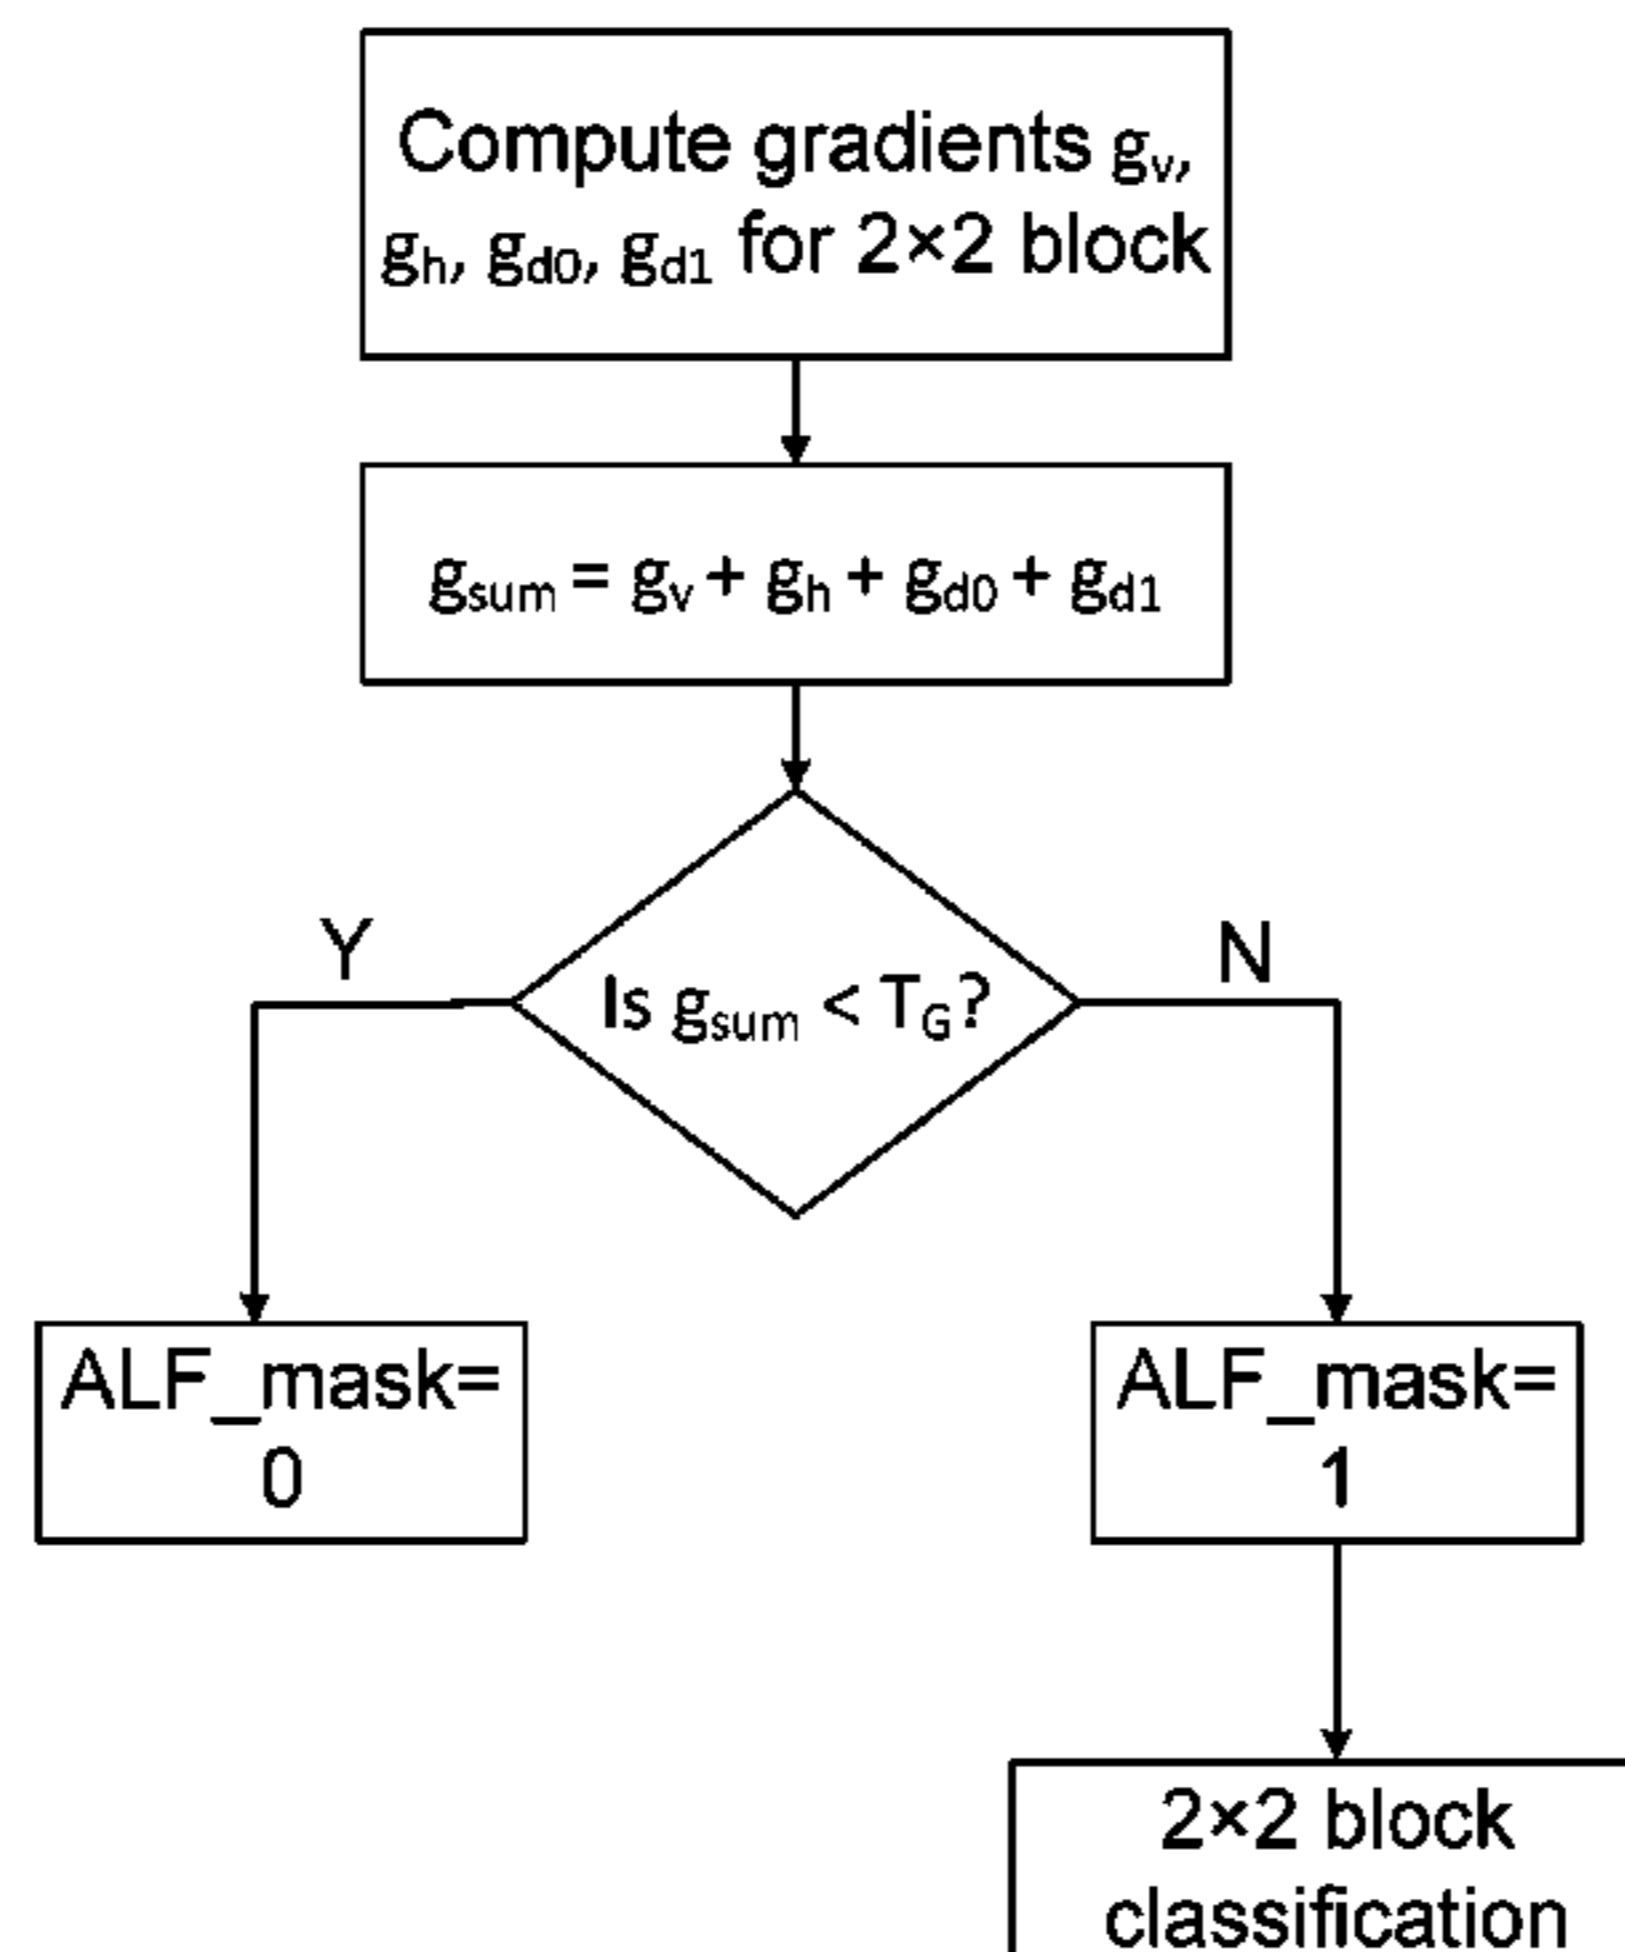 Compute gradients gv,
gh, gd0, gd1 for 2×2 block
gsum = gv + gh + gd0 + gd1
Y
N
Is gsum < TG?
ALF_mask=
0
ALF_mask=
1
2×2 block
classification